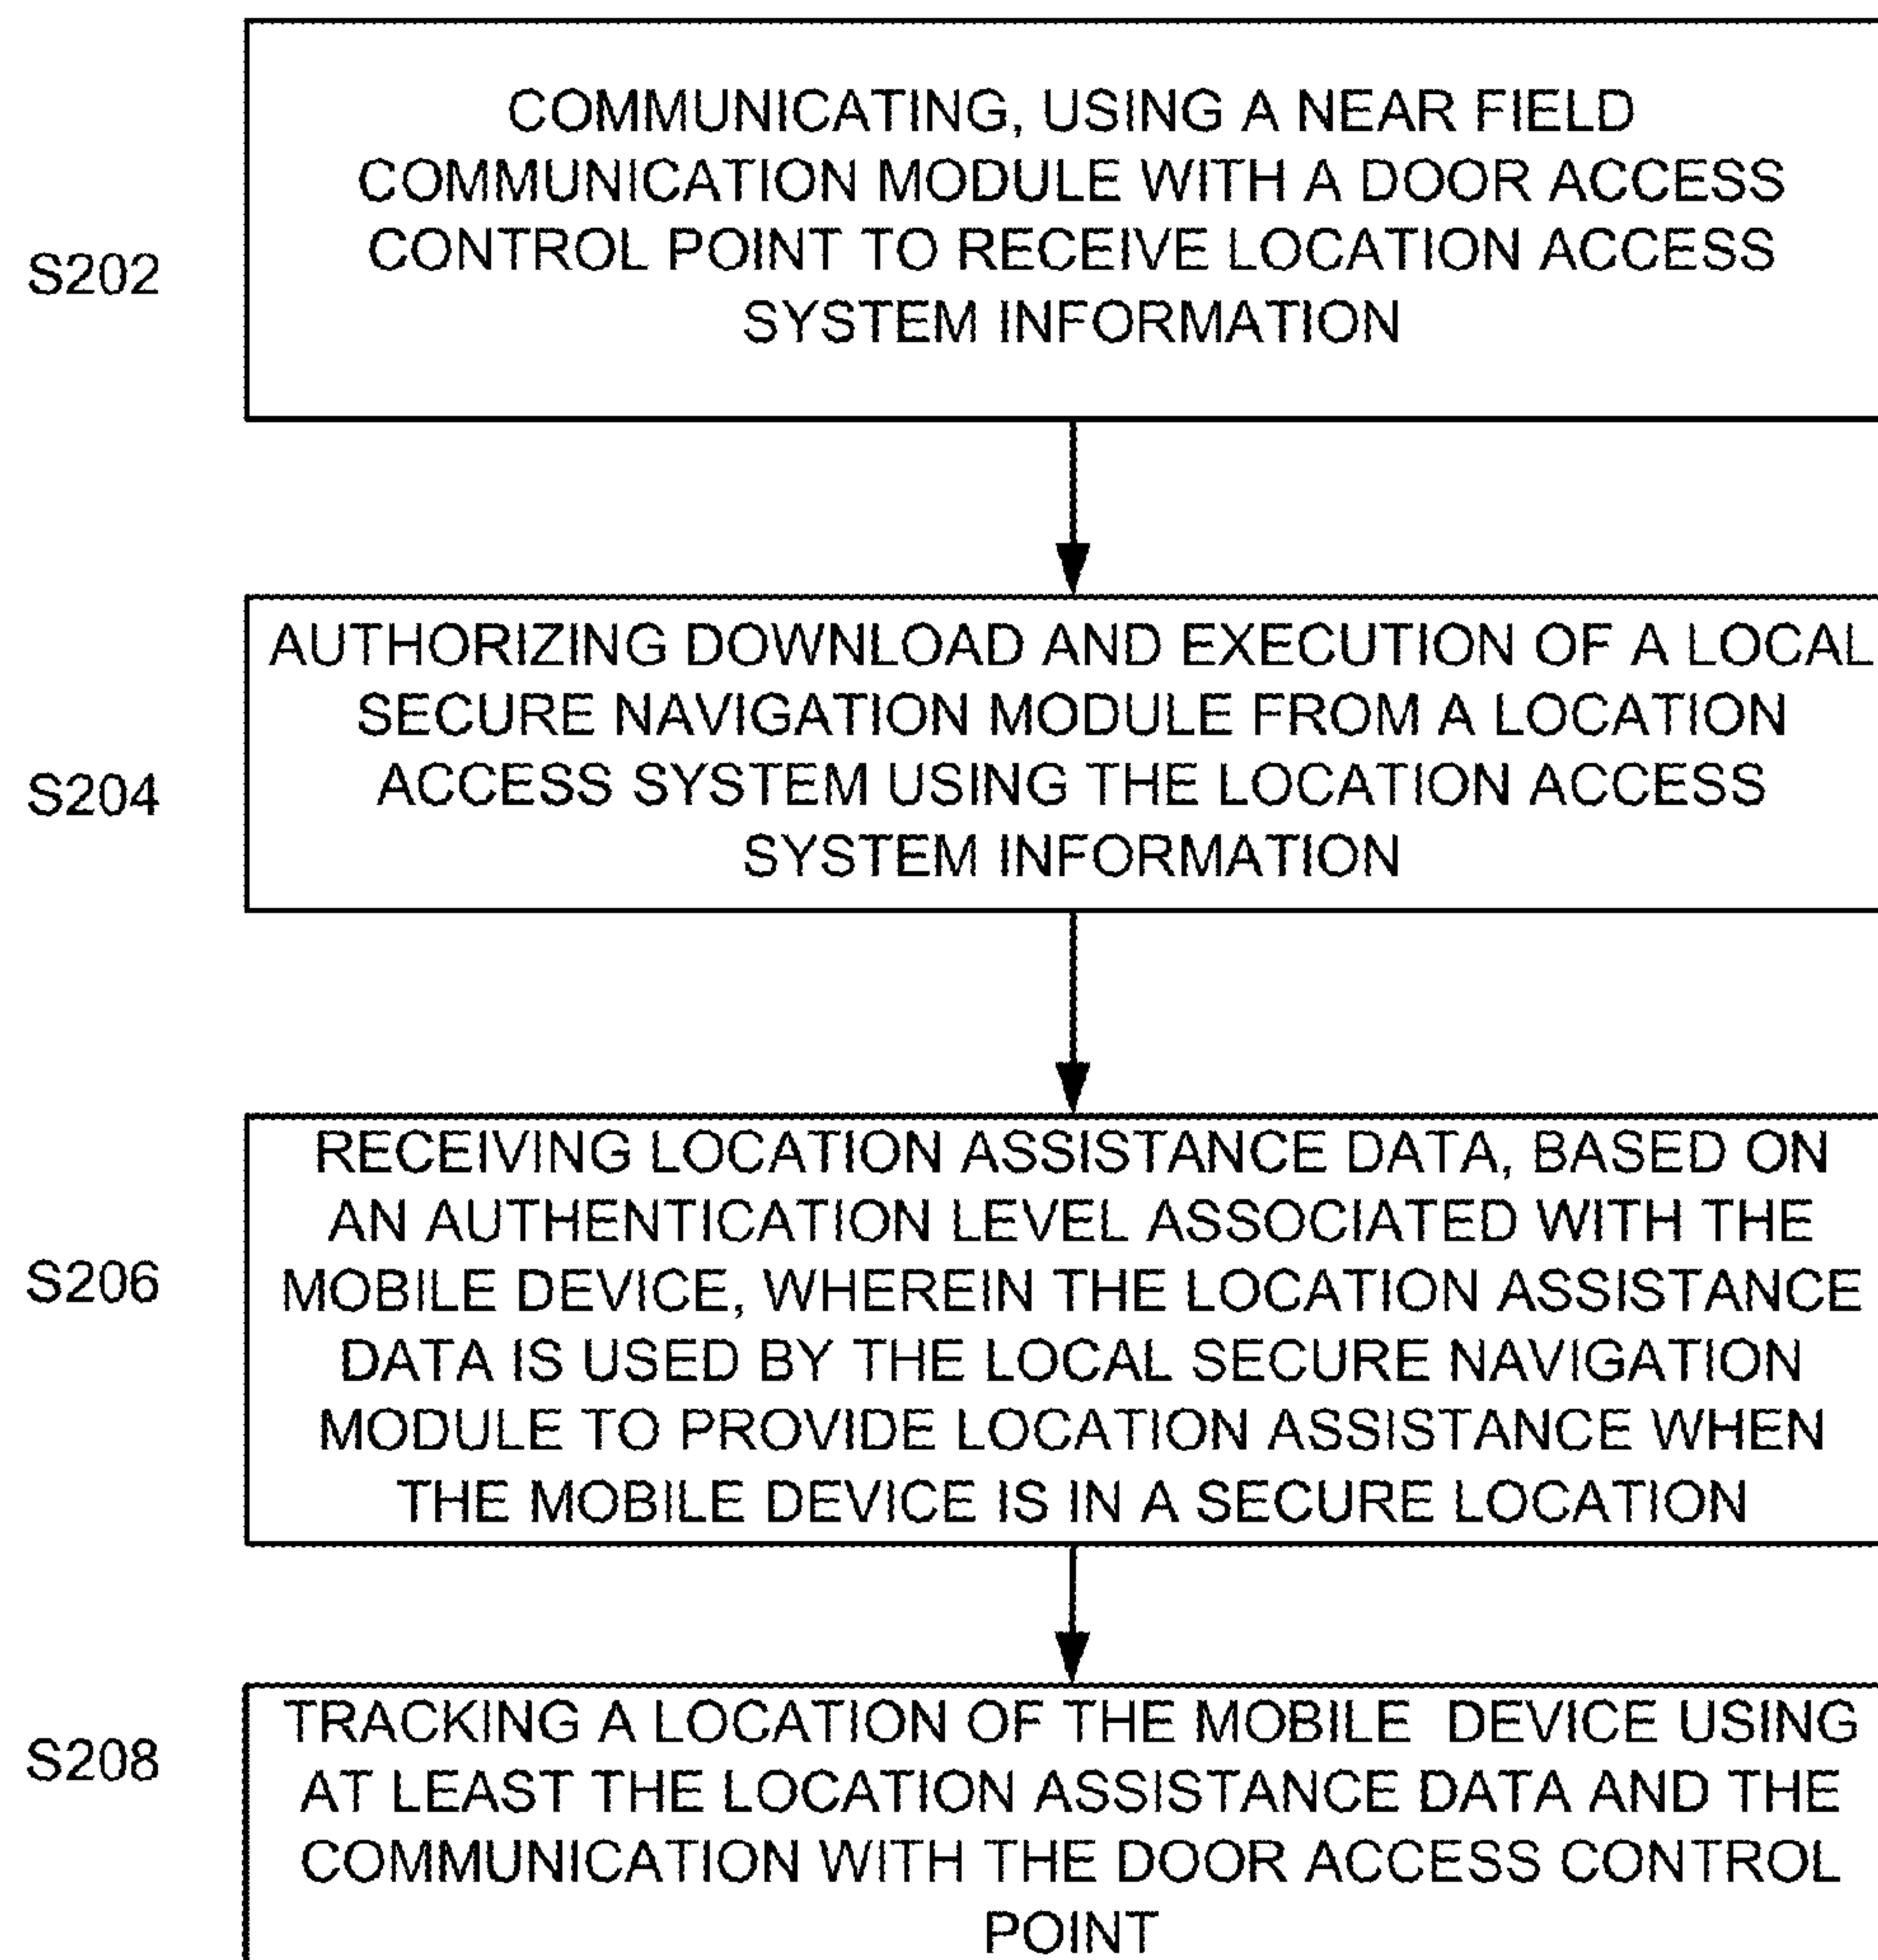 COMMUNICATING, USING A NEAR FIELD
COMMUNICATION MODULE WITH A DOOR ACCESS
CONTROL POINT TO RECEIVE LOCATION ACCESS
SYSTEM INFORMATION
S202
AUTHORIZING DOWNLOAD AND EXECUTION OF A LOCAL
SECURE NAVIGATION MODULE FROM A LOCATION
ACCESS SYSTEM USING THE LOCATION ACCESS
SYSTEM INFORMATION
S204
RECEIVING LOCATION ASSISTANCE DATA, BASED ON
AN AUTHENTICATION LEVEL ASSOCIATED WITH THE
MOBILE DEVICE, WHEREIN THE LOCATION ASSISTANCE
DATA IS USED BY THE LOCAL SECURE NAVIGATION
MODULE TO PROVIDE LOCATION ASSISTANCE WHEN
THE MOBILE DEVICE IS IN A SECURE LOCATION
S206
TRACKING A LOCATION OF THE MOBILE DEVICE USING
AT LEAST THE LOCATION ASSISTANCE DATA AND THE
COMMUNICATION WITH THE DOOR ACCESS CONTROL
POINT
S208